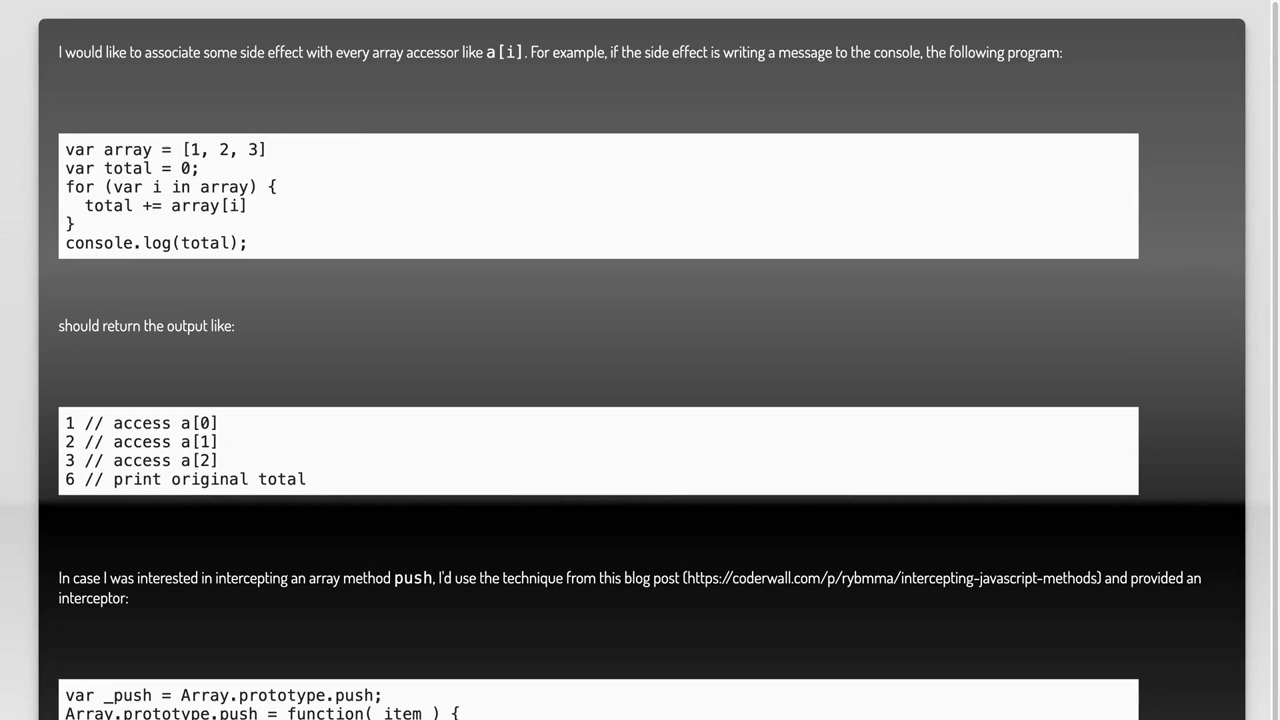 I would like to associate some side effect with every array accessor like a[i]. For example, if the side effect is writing a message to the console, the following program:
var array = [1, 2, 3]
var total = 0;
for (var i in array) {
  total += array[i]
}
console.log(total);
should return the output like:
1 // access a[0]
2 // access a[1]
3 // access a[2]
6 // print original total
In case I was interested in intercepting an array method push, I'd use the technique from this blog post (https://coderwall.com/p/rybmma/intercepting-javascript-methods) and provided an
interceptor:
var _push = Array.prototype.push;
Array.prototype.push = function( item ) {